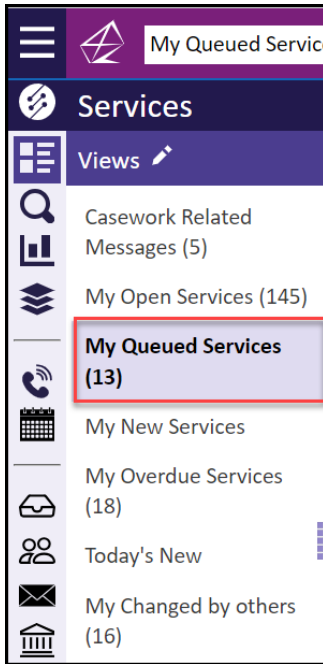 My Queued Servic
Services
Views
Casework Related
Messages (5)
My Open Services (145)
My Queued Services
(13)
My New Services
My Overdue Services
(18)
Today's New
My Changed by others
(16)